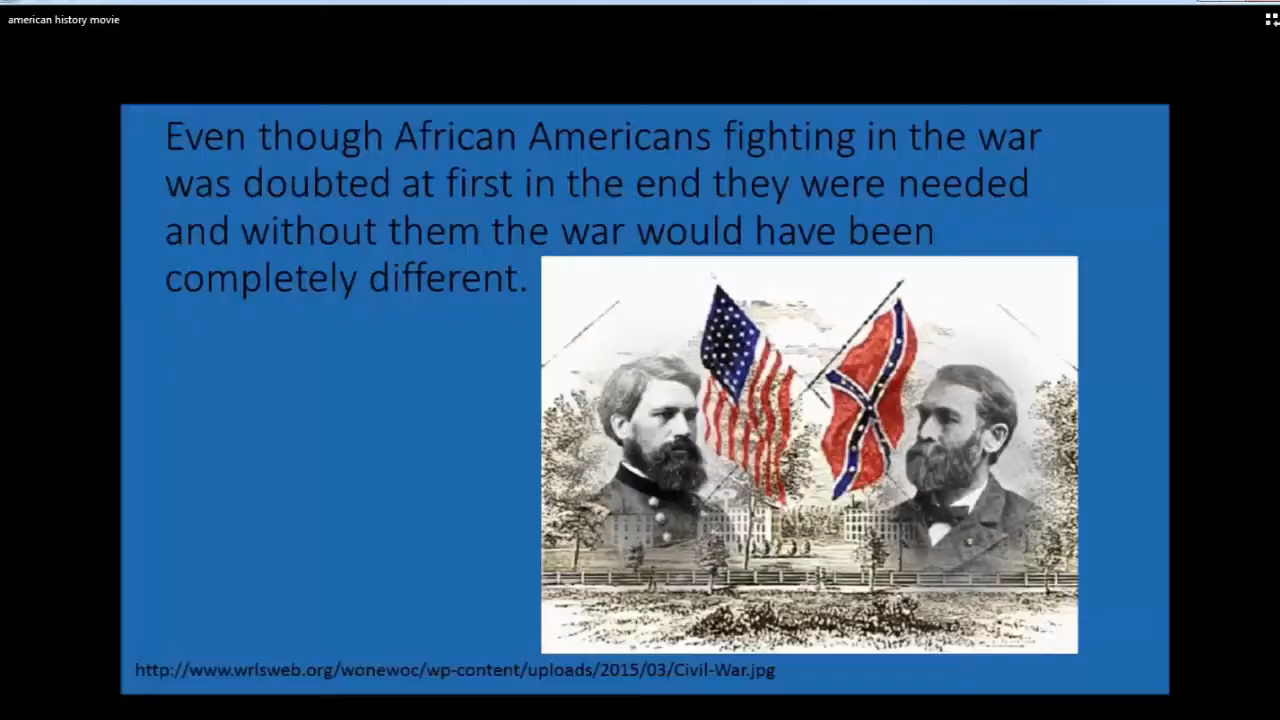 american history movie
Even though African Americans fighting in the war
was doubted at first in the end they were needed
and without them the war would have been
completely different.
http://www.wrlsweb.org/wonewoc/wp-content/uploads/2015/03/Civil-War.jpg